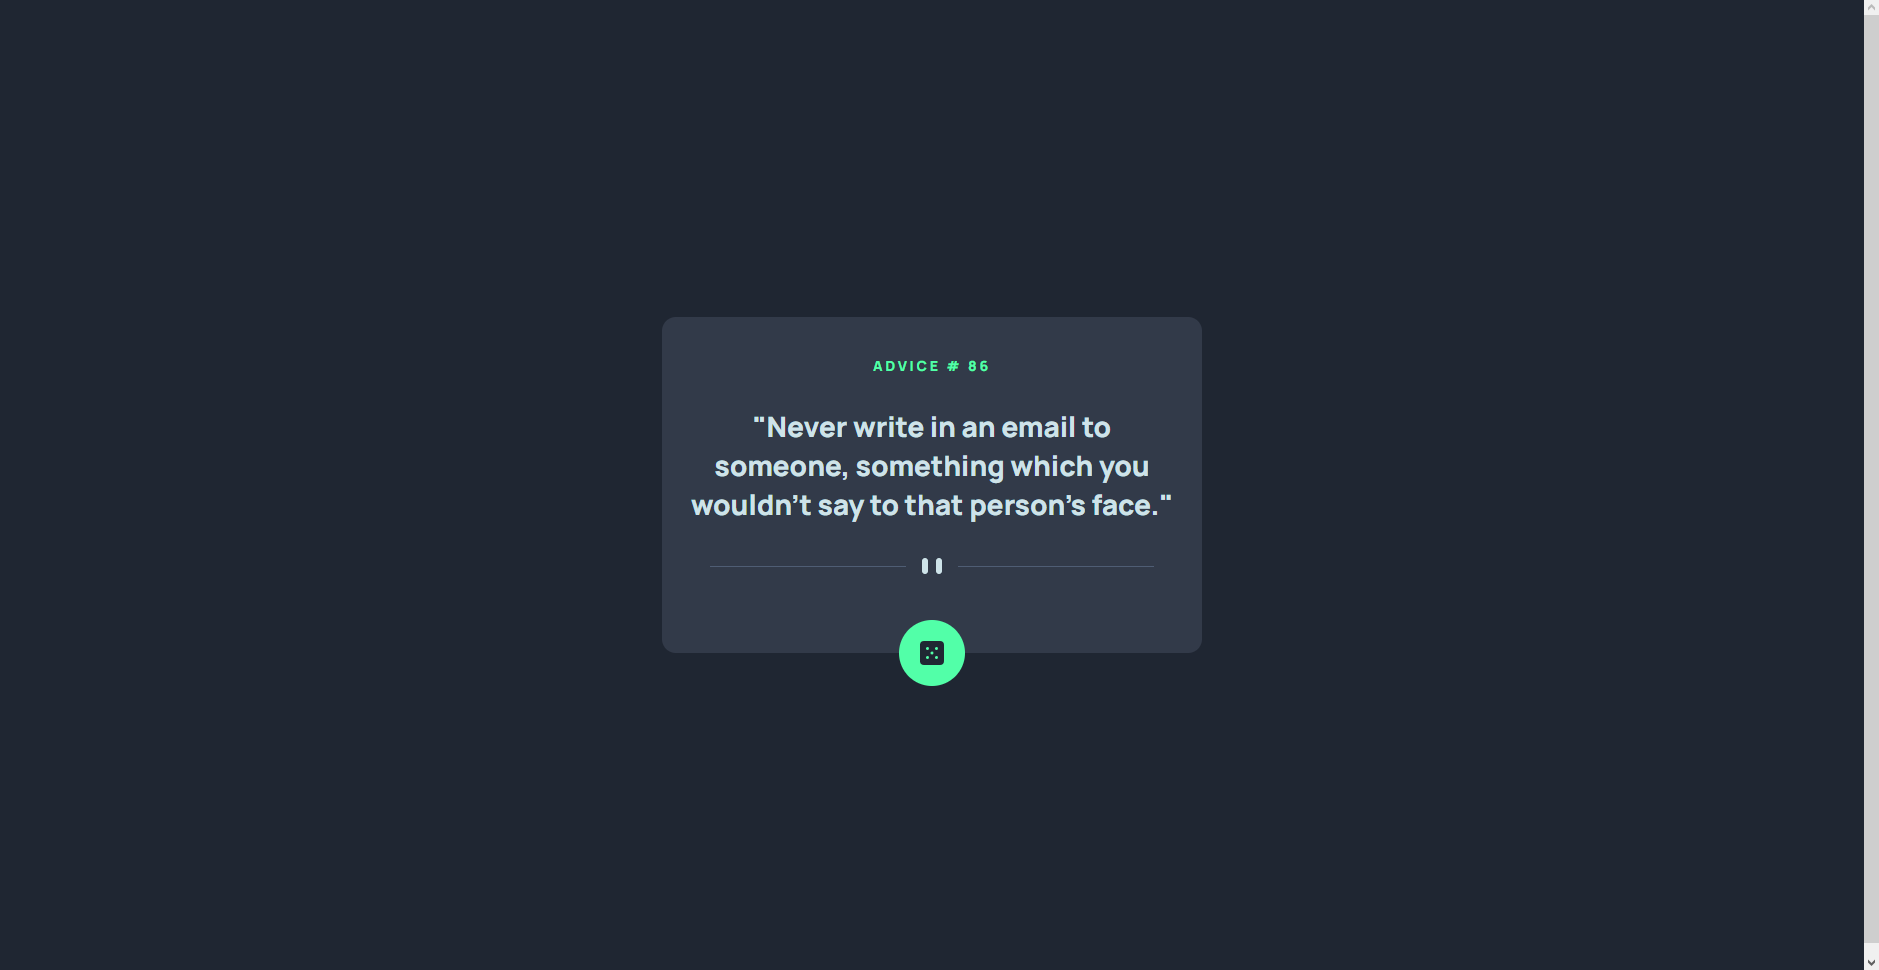 ADVICE # 86
"Never write in an email to
someone, something which you
wouldn't say to that person's face."